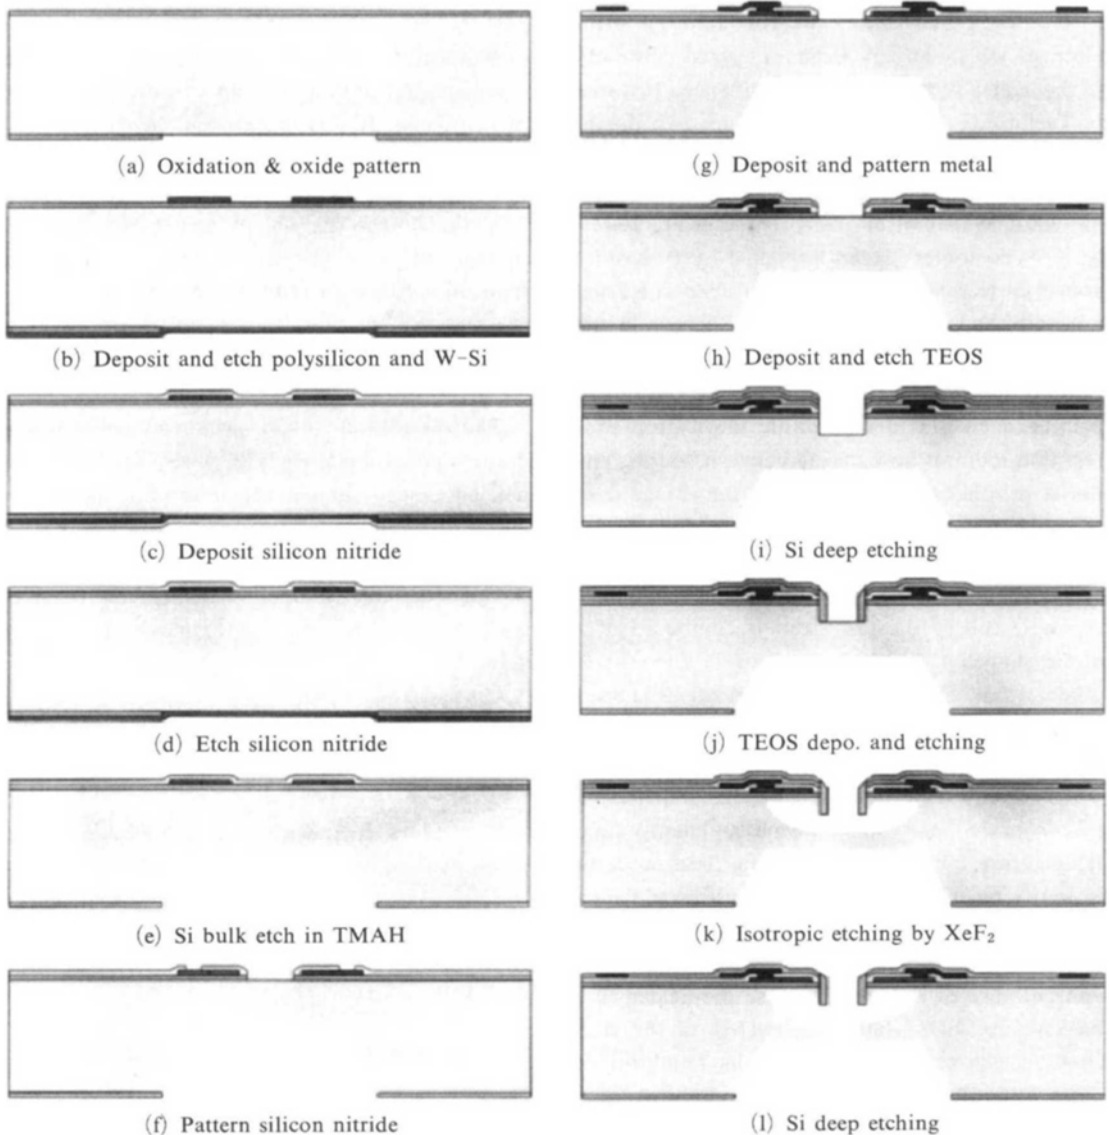 (a) Oxidation & oxide pattern
(b) Deposit and etch polysilicon and W-Si
(c) Deposit silicon nitride
(d) Etch silicon nitride
(e) Si bulk etch in TMAH
(f) Pattern silicon nitride
(g) Deposit and pattern metal
(h) Deposit and etch TEOS
(i) Si deep etching
(j) TEOS depo. and etching
(k) Isotropic etching by XeF₂
(l) Si deep etching